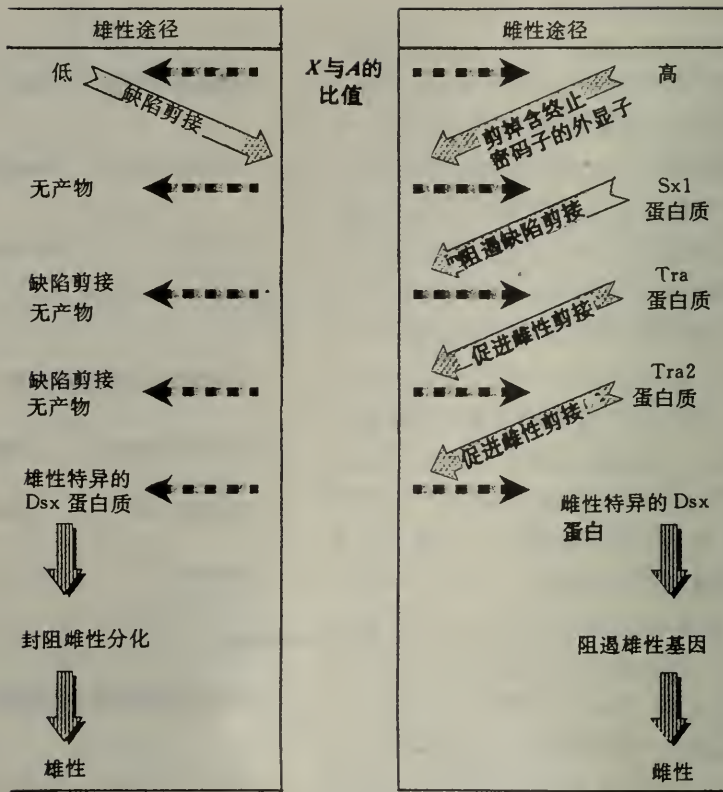 雄性途径
雌性途径
低
X与A的
比值
高
缺陷剪接
剪掉含终止
密码子的外显子
无产物
Sx1
蛋白质
阻遏缺陷剪接
缺陷剪接
无产物
Tra
蛋白质
促进雌性剪接
缺陷剪接
无产物
Tra2
蛋白质
促进雌性剪接
雄性特异的
Dsx 蛋白质
雌性特异的 Dsx
蛋白
封阻雌性分化
阻遏雄性基因
雄性
雌性